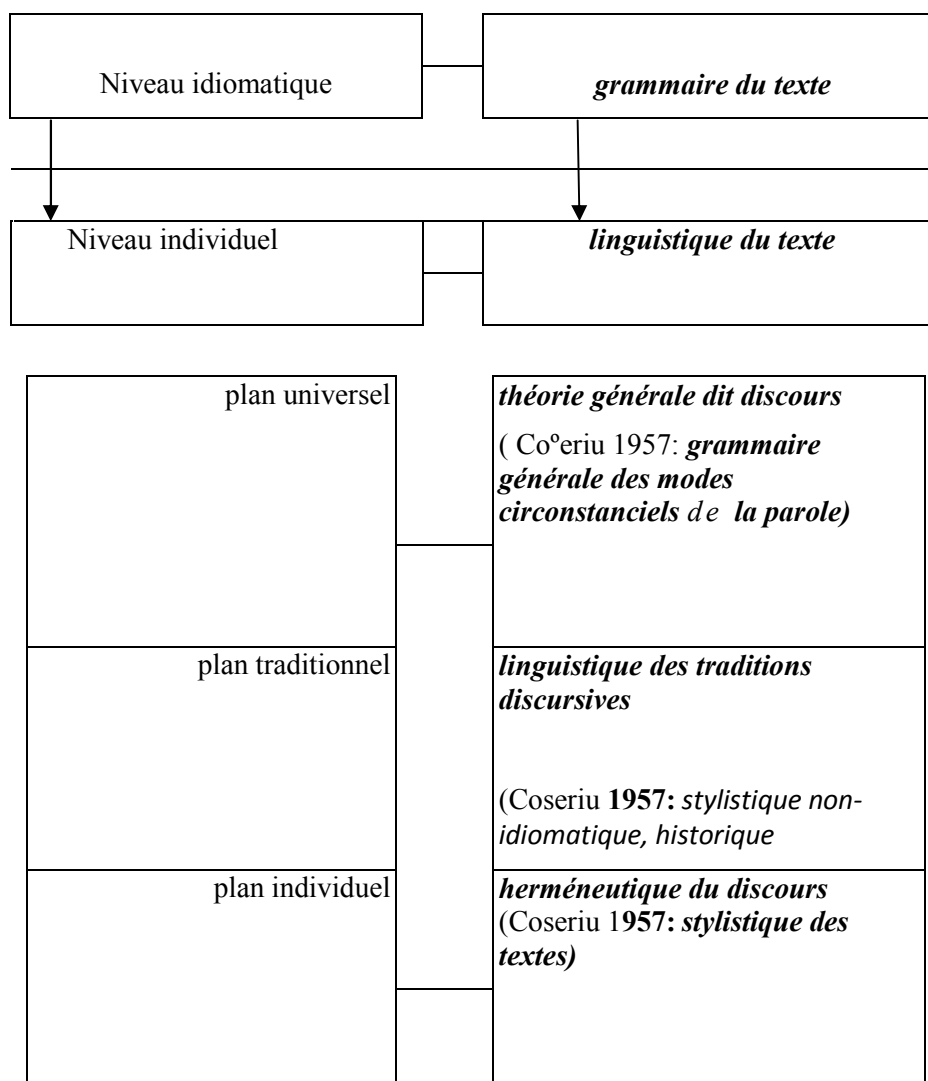 Niveau idiomatique
grammaire du texte
Niveau individuel
linguistique du texte
plan universel
théorie générale dit discours
( Coºeriu 1957: grammaire
générale des modes
circonstanciels de la parole)
plan traditionnel
linguistique des traditions
discursives
(Coseriu 1957: stylistique non-
idiomatique, historique
plan individuel
herméneutique du discours
(Coseriu 1957: stylistique des
textes)